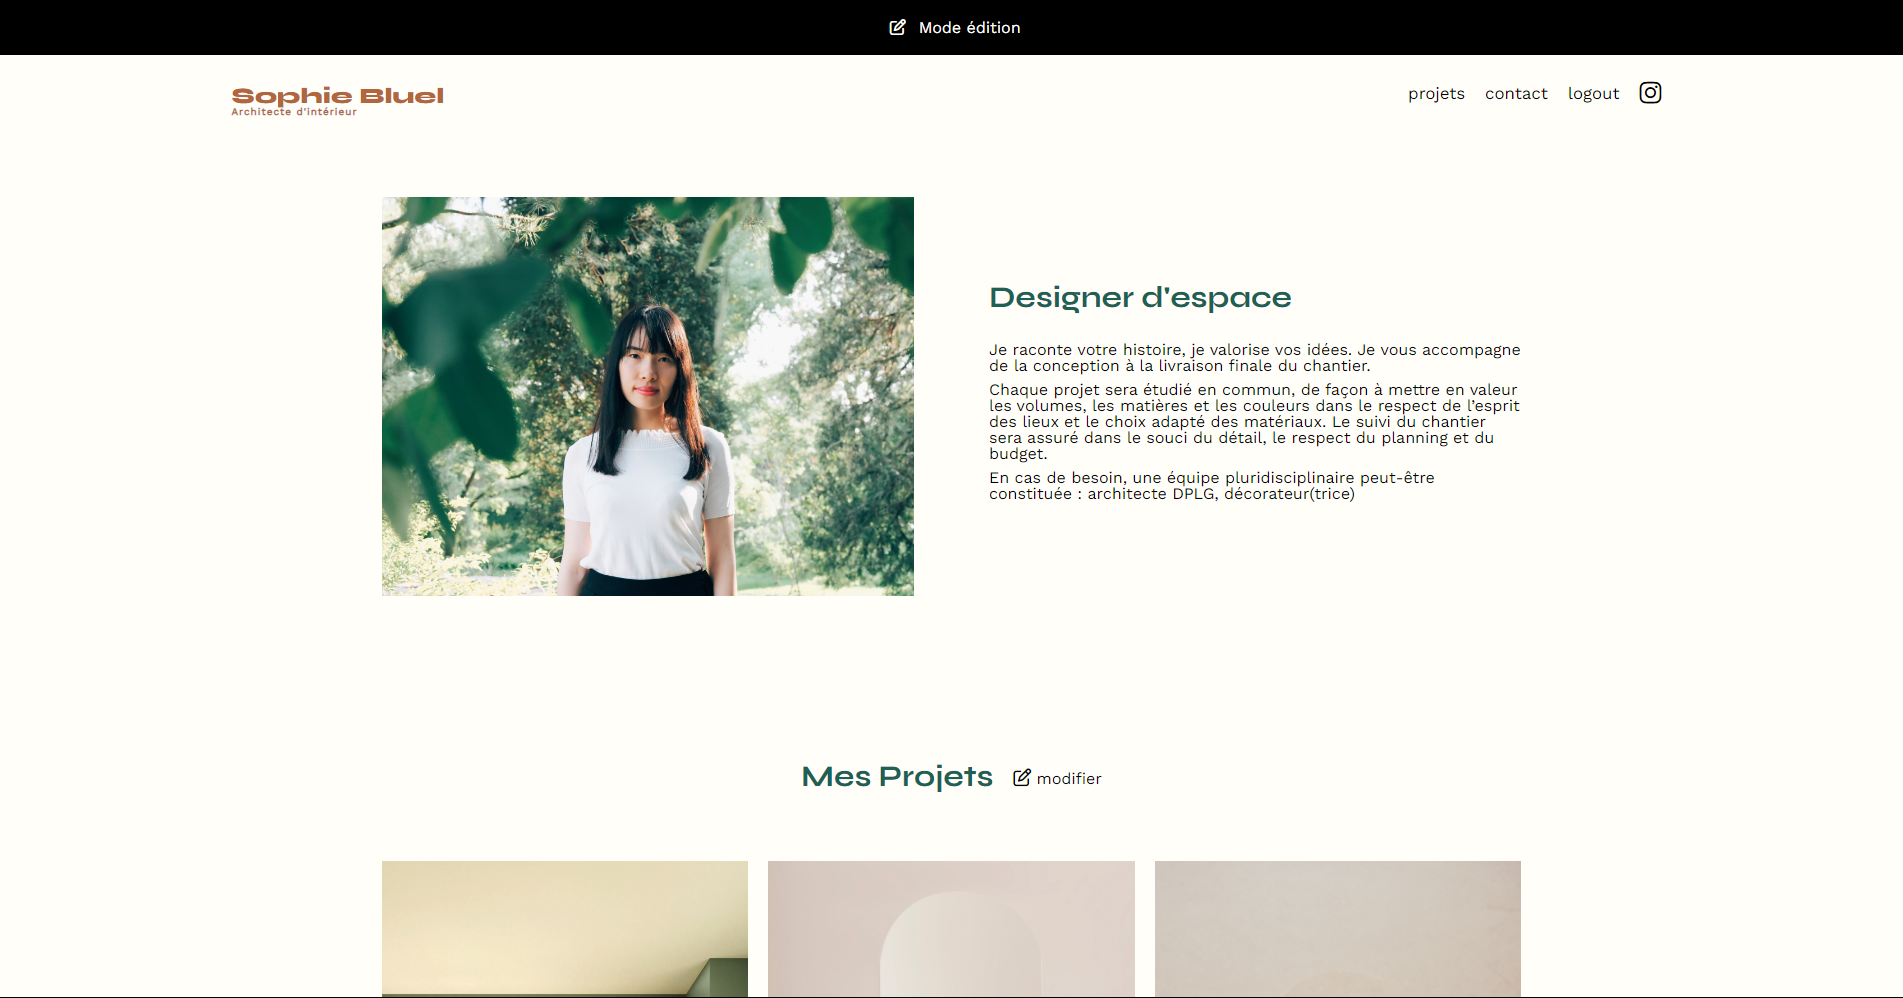 Mode édition
Sophie Bluel
Architecte d'intérieur
projets contact logout
Designer d'espace
Je raconte votre histoire, je valorise vos idées. Je vous accompagne
de la conception à la livraison finale du chantier.
Chaque projet sera étudié en commun, de façon à mettre en valeur
les volumes, les matières et les couleurs dans le respect de l’esprit
des lieux et le choix adapté des matériaux. Le suivi du chantier
sera assuré dans le souci du détail, le respect du planning et du
budget.
En cas de besoin, une équipe pluridisciplinaire peut-être
constituée : architecte DPLG, décorateur(trice)
Mes Projets modifier